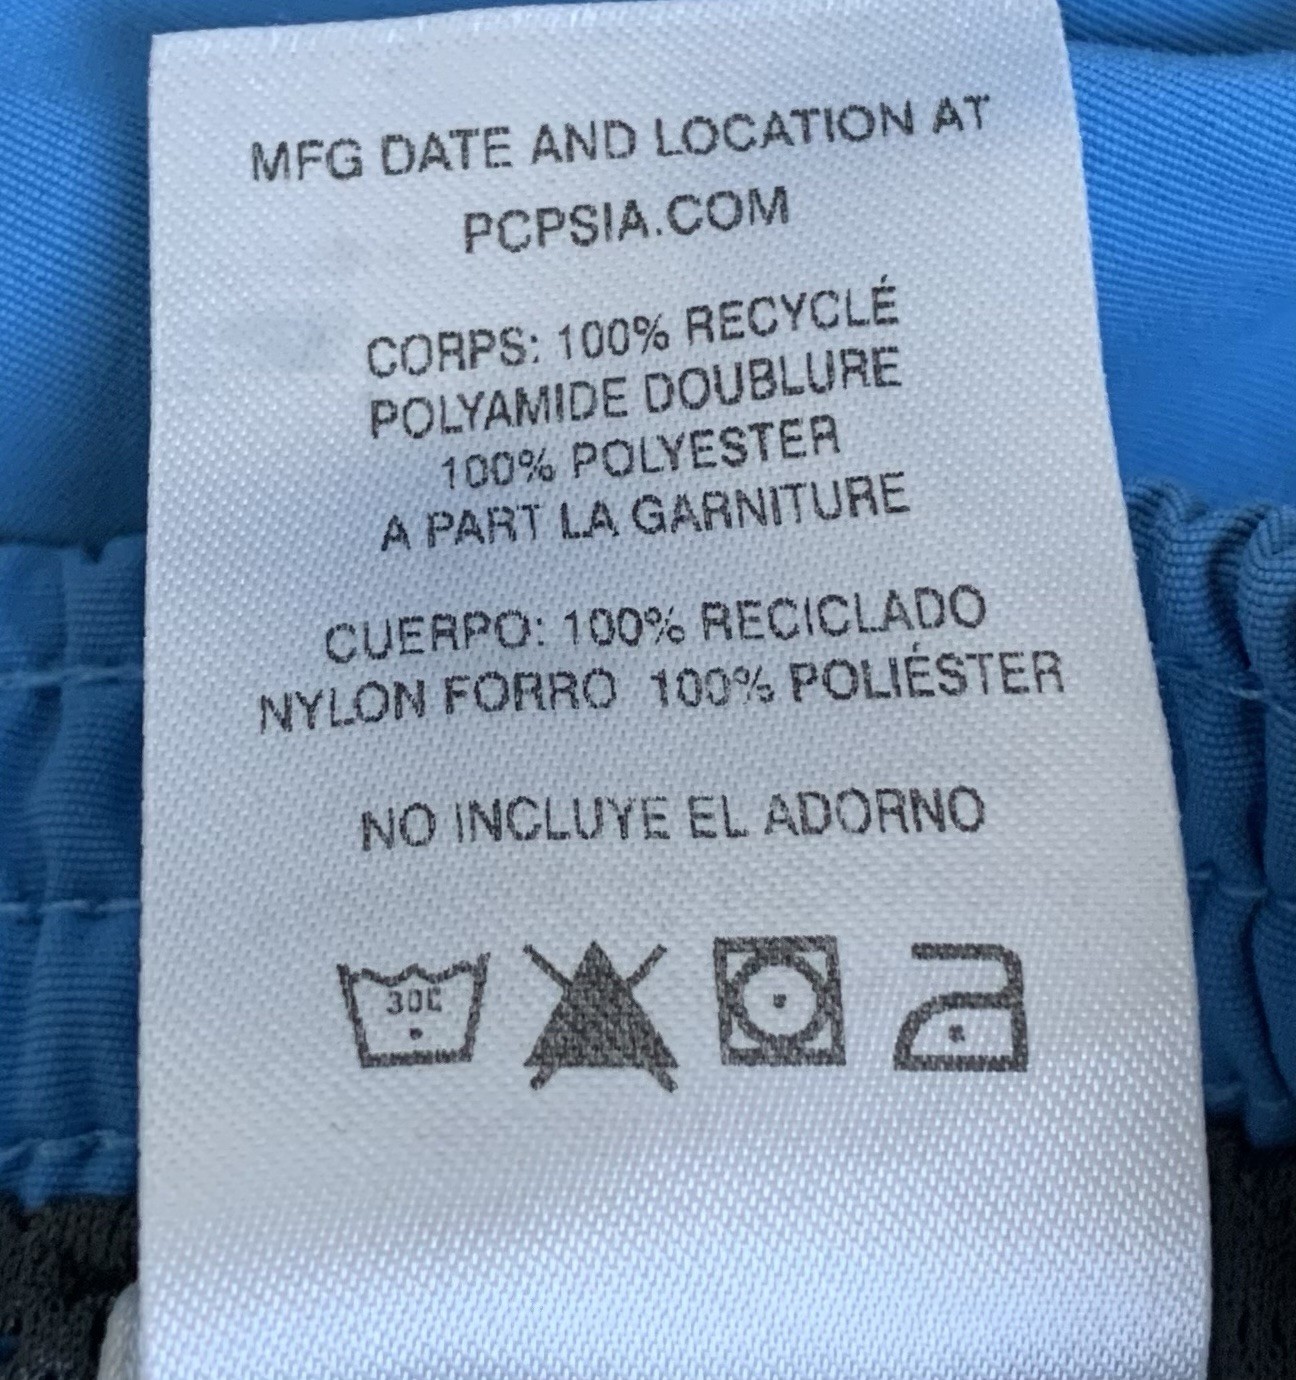 MFG DATE AND LOCATION AT
PCPSIA.COM
CORPS: 100% RECYCLÉ
POLYAMIDE DOUBLURE
100% POLYESTER
A PART LA GARNITURE
CUERPO: 100% RECICLADO
NYLON FORRO 100% POLIÉSTER
NO INCLUYE EL ADORNO
30C